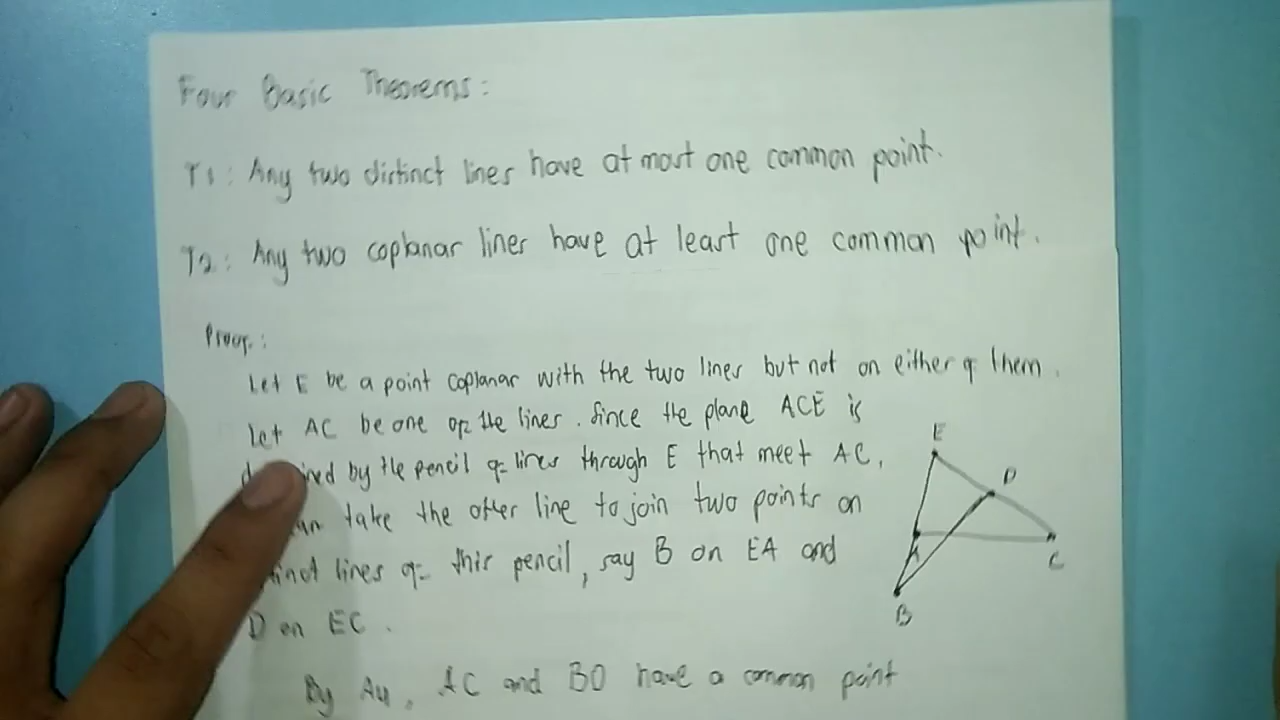 Four Basic Theorems:
T1: Any two distinct lines have at most one common point.
T2: Any two coplanar lines have at least one common point.
Proof:
Let E be a point coplanar with the two lines but not on either of them.
Let AC be one of the lines. Since the plane ACE is
by the pencil of lines through E that meet AC,
take the other line to join two points on
lines of this pencil, say B on EA and
D on EC.
By A4, AC and BD have a common point
E
D
A
C
B